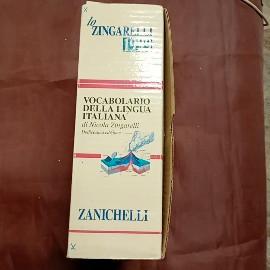 lo
ZINGARELLI
VOCABOLARIO
DELLA LINGUA
ITALIANA
di Nicola Zingarelli
ZANICHELLI